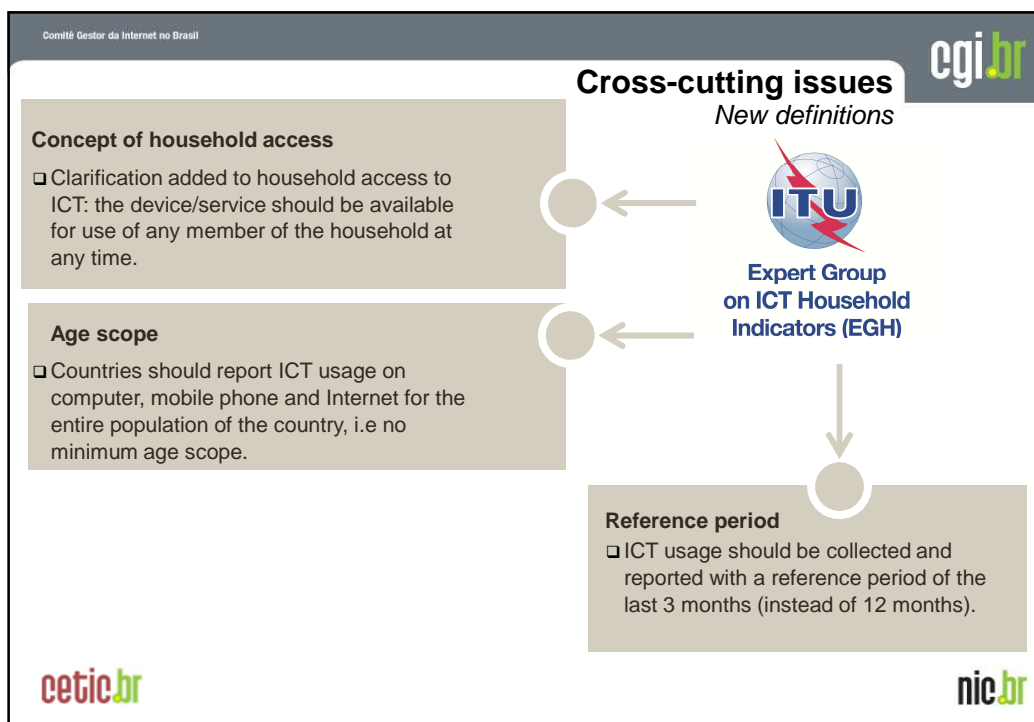 Comitê Gestor da Internet no Brasil
cgi.br
Cross-cutting issues
New definitions
Concept of household access
Clarification added to household access to
ICT: the device/service should be available
for use of any member of the household at
any time.
ITU
Expert Group
on ICT Household
Indicators (EGH)
Age scope
Countries should report ICT usage on
computer, mobile phone and Internet for the
entire population of the country, i.e no
minimum age scope.
Reference period
ICT usage should be collected and
reported with a reference period of the
last 3 months (instead of 12 months).
cetic.br
nic.br